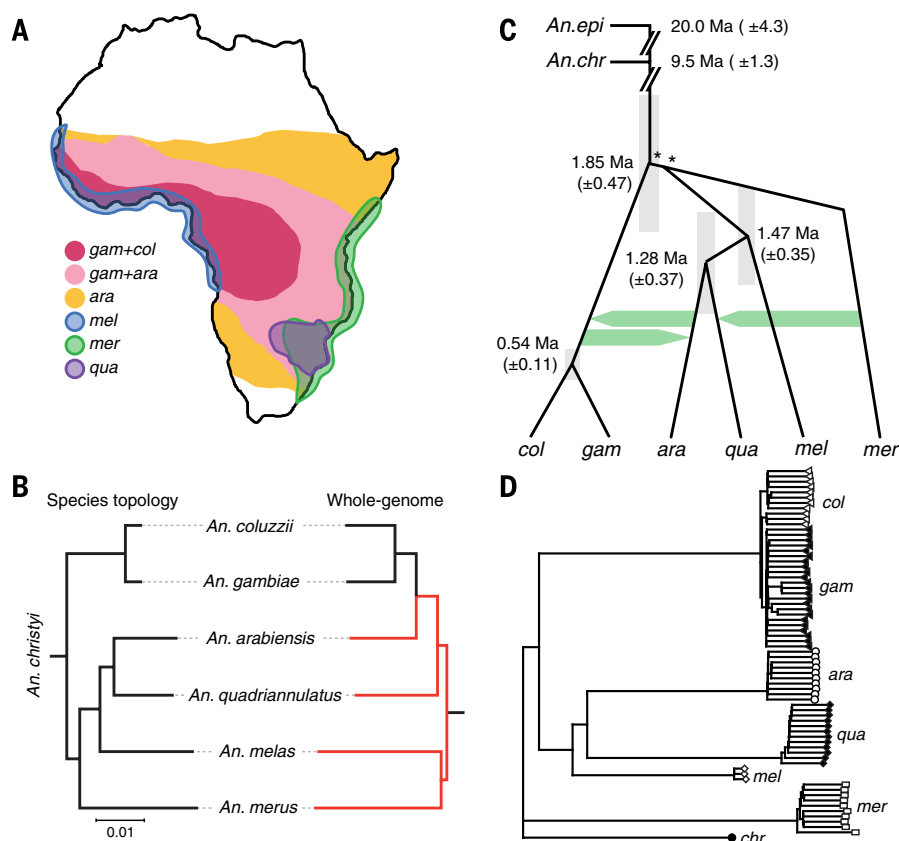 A
gam+col
gam+ara
ara
mel
mer
qua
C
An.epi
20.0 Ma ( ±4.3)
An.chr
9.5 Ma ( ±1.3)
* *
1.85 Ma
(±0.47)
1.47 Ma
(±0.35)
1.28 Ma
(±0.37)
0.54 Ma
(±0.11)
col gam ara qua mel mer
B
Species topology Whole-genome
An. christyi
An. coluzzii
An. gambiae
An. arabiensis
An. quadriannulatus
An. melas
An. merus
0.01
D
col
gam
ara
qua
mel
mer
chr